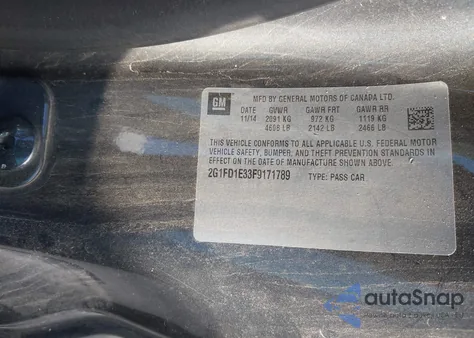 GM
MFD BY GENERAL MOTORS OF CANADA LTD.
DATE GVWR GAWR FRT GAWR RR
11/14 2091 KG 972 KG 1119 KG
4608 LB 2142 LB 2466 LB
THIS VEHICLE CONFORMS TO ALL APPLICABLE U.S. FEDERAL MOTOR
VEHICLE SAFETY, BUMPER, AND THEFT PREVENTION STANDARDS IN
EFFECT ON THE DATE OF MANUFACTURE SHOWN ABOVE.
2G1FD1E33F9171789 TYPE: PASS CAR
autoSnap